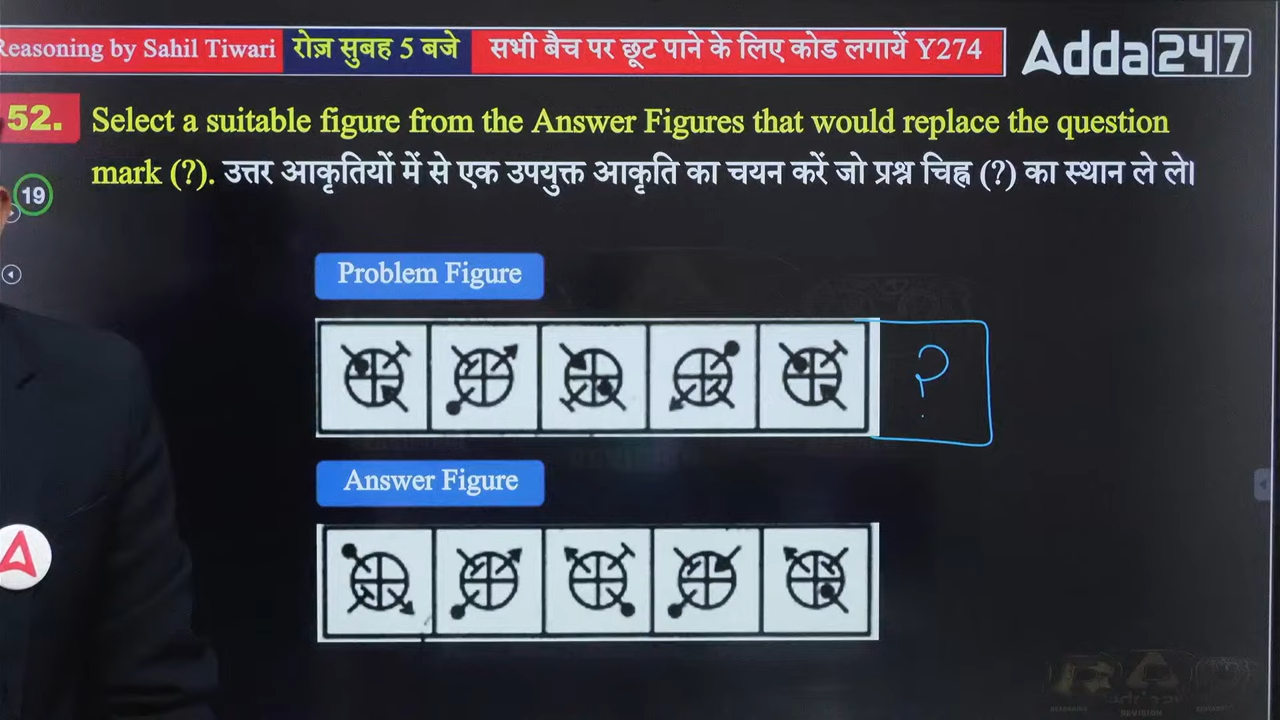 Reasoning by Sahil Tiwari रोज़ सुबह 5 बजे सभी बैच पर छूट पाने के लिए कोड लगायें Y274 Adda247
52. Select a suitable figure from the Answer Figures that would replace the question
mark (?). उत्तर आकृतियों में से एक उपयुक्त आकृति का चयन करें जो प्रश्न चिह्न (?) का स्थान ले ले।
19
Problem Figure
?
Answer Figure